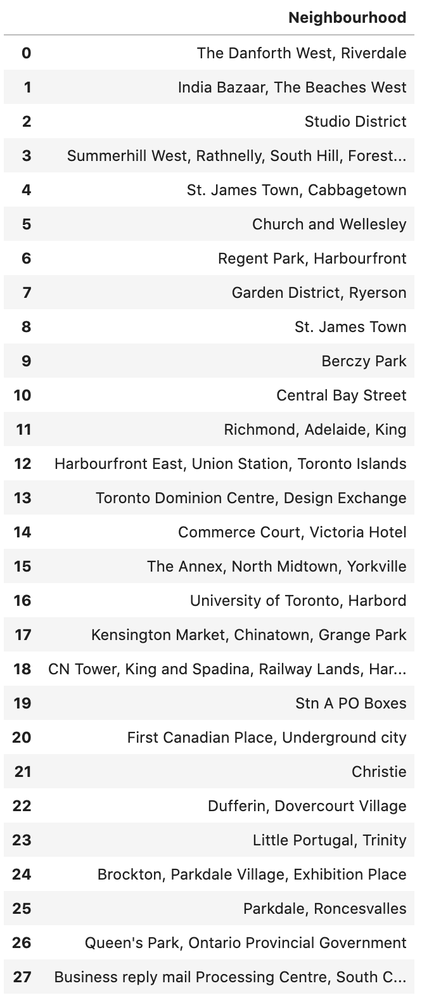 Neighbourhood
0 The Danforth West, Riverdale
1 India Bazaar, The Beaches West
2 Studio District
3 Summerhill West, Rathnelly, South Hill, Forest...
4 St. James Town, Cabbagetown
5 Church and Wellesley
6 Regent Park, Harbourfront
7 Garden District, Ryerson
8 St. James Town
9 Berczy Park
10 Central Bay Street
11 Richmond, Adelaide, King
12 Harbourfront East, Union Station, Toronto Islands
13 Toronto Dominion Centre, Design Exchange
14 Commerce Court, Victoria Hotel
15 The Annex, North Midtown, Yorkville
16 University of Toronto, Harbord
17 Kensington Market, Chinatown, Grange Park
18 CN Tower, King and Spadina, Railway Lands, Har...
19 Stn A PO Boxes
20 First Canadian Place, Underground city
21 Christie
22 Dufferin, Dovercourt Village
23 Little Portugal, Trinity
24 Brockton, Parkdale Village, Exhibition Place
25 Parkdale, Roncesvalles
26 Queen's Park, Ontario Provincial Government
27 Business reply mail Processing Centre, South C...